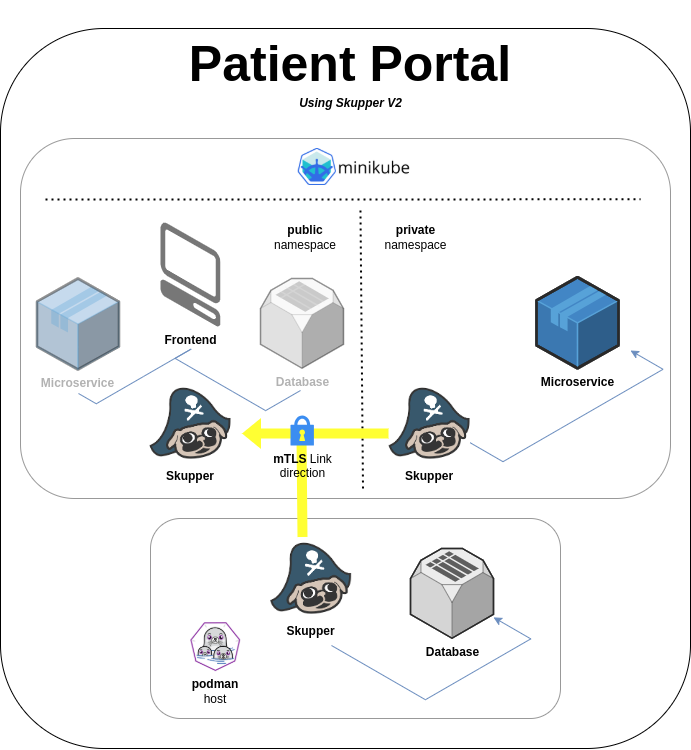 Patient Portal
Using Skupper V2
minikube
public
namespace
private
namespace
Frontend
Microservice
Database
Microservice
Skupper
mTLS Link
direction
Skupper
Skupper
Database
podman
host